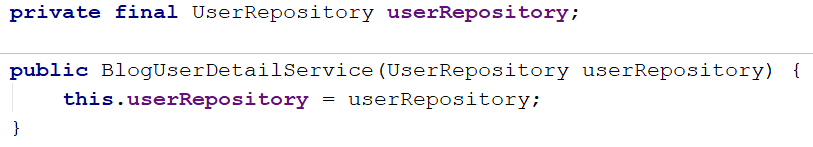 private final UserRepository userRepository;
public BlogUserDetailService(UserRepository userRepository) {
    this.userRepository = userRepository;
}